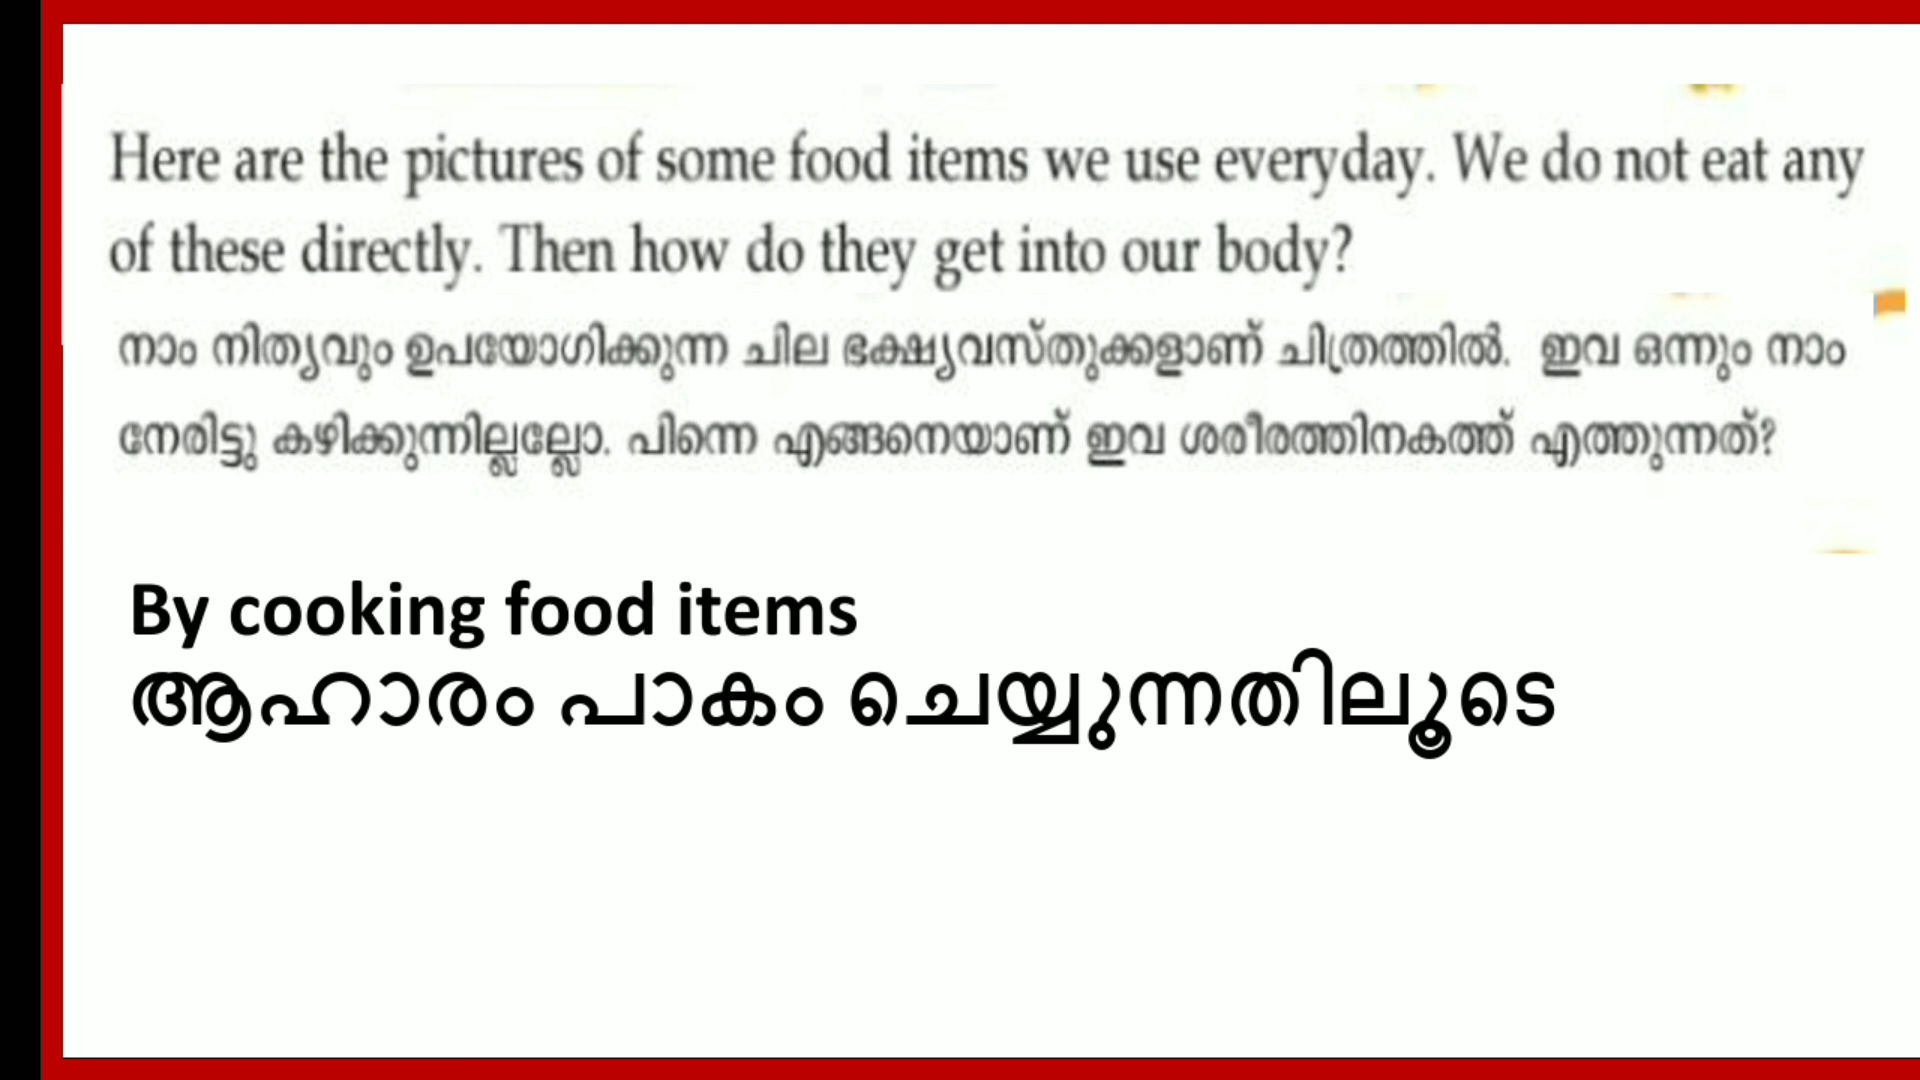 Here are the pictures of some food items we use everyday. We do not eat any
of these directly. Then how do they get into our body?
നാം നിത്യവും ഉപയോഗിക്കുന്ന ചില ഭക്ഷ്യവസ്തുക്കളാണ് ചിത്രത്തിൽ. ഇവ ഒന്നും നാം
നേരിട്ടു കഴിക്കുന്നില്ലല്ലോ. പിന്നെ എങ്ങനെയാണ് ഇവ ശരീരത്തിനകത്ത് എത്തുന്നത്?
By cooking food items
ആഹാരം പാകം ചെയ്യുന്നതിലൂടെ